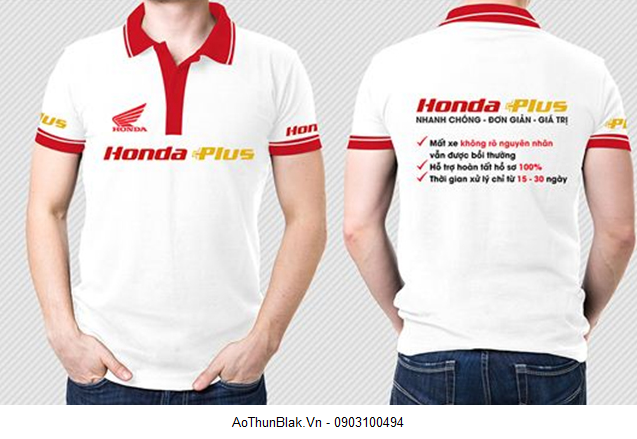 HONDA
Honda Plus
us
Hon
Honda Plus
NHANH CHÓNG - ĐƠN GIẢN - GIÁ TRỊ
Mất xe không rõ nguyên nhân
vẫn được bồi thường
Hỗ trợ hoàn tất hồ sơ 100%
Thời gian xử lý chỉ từ 15 - 30 ngày
AoThunBlak.Vn - 0903100494